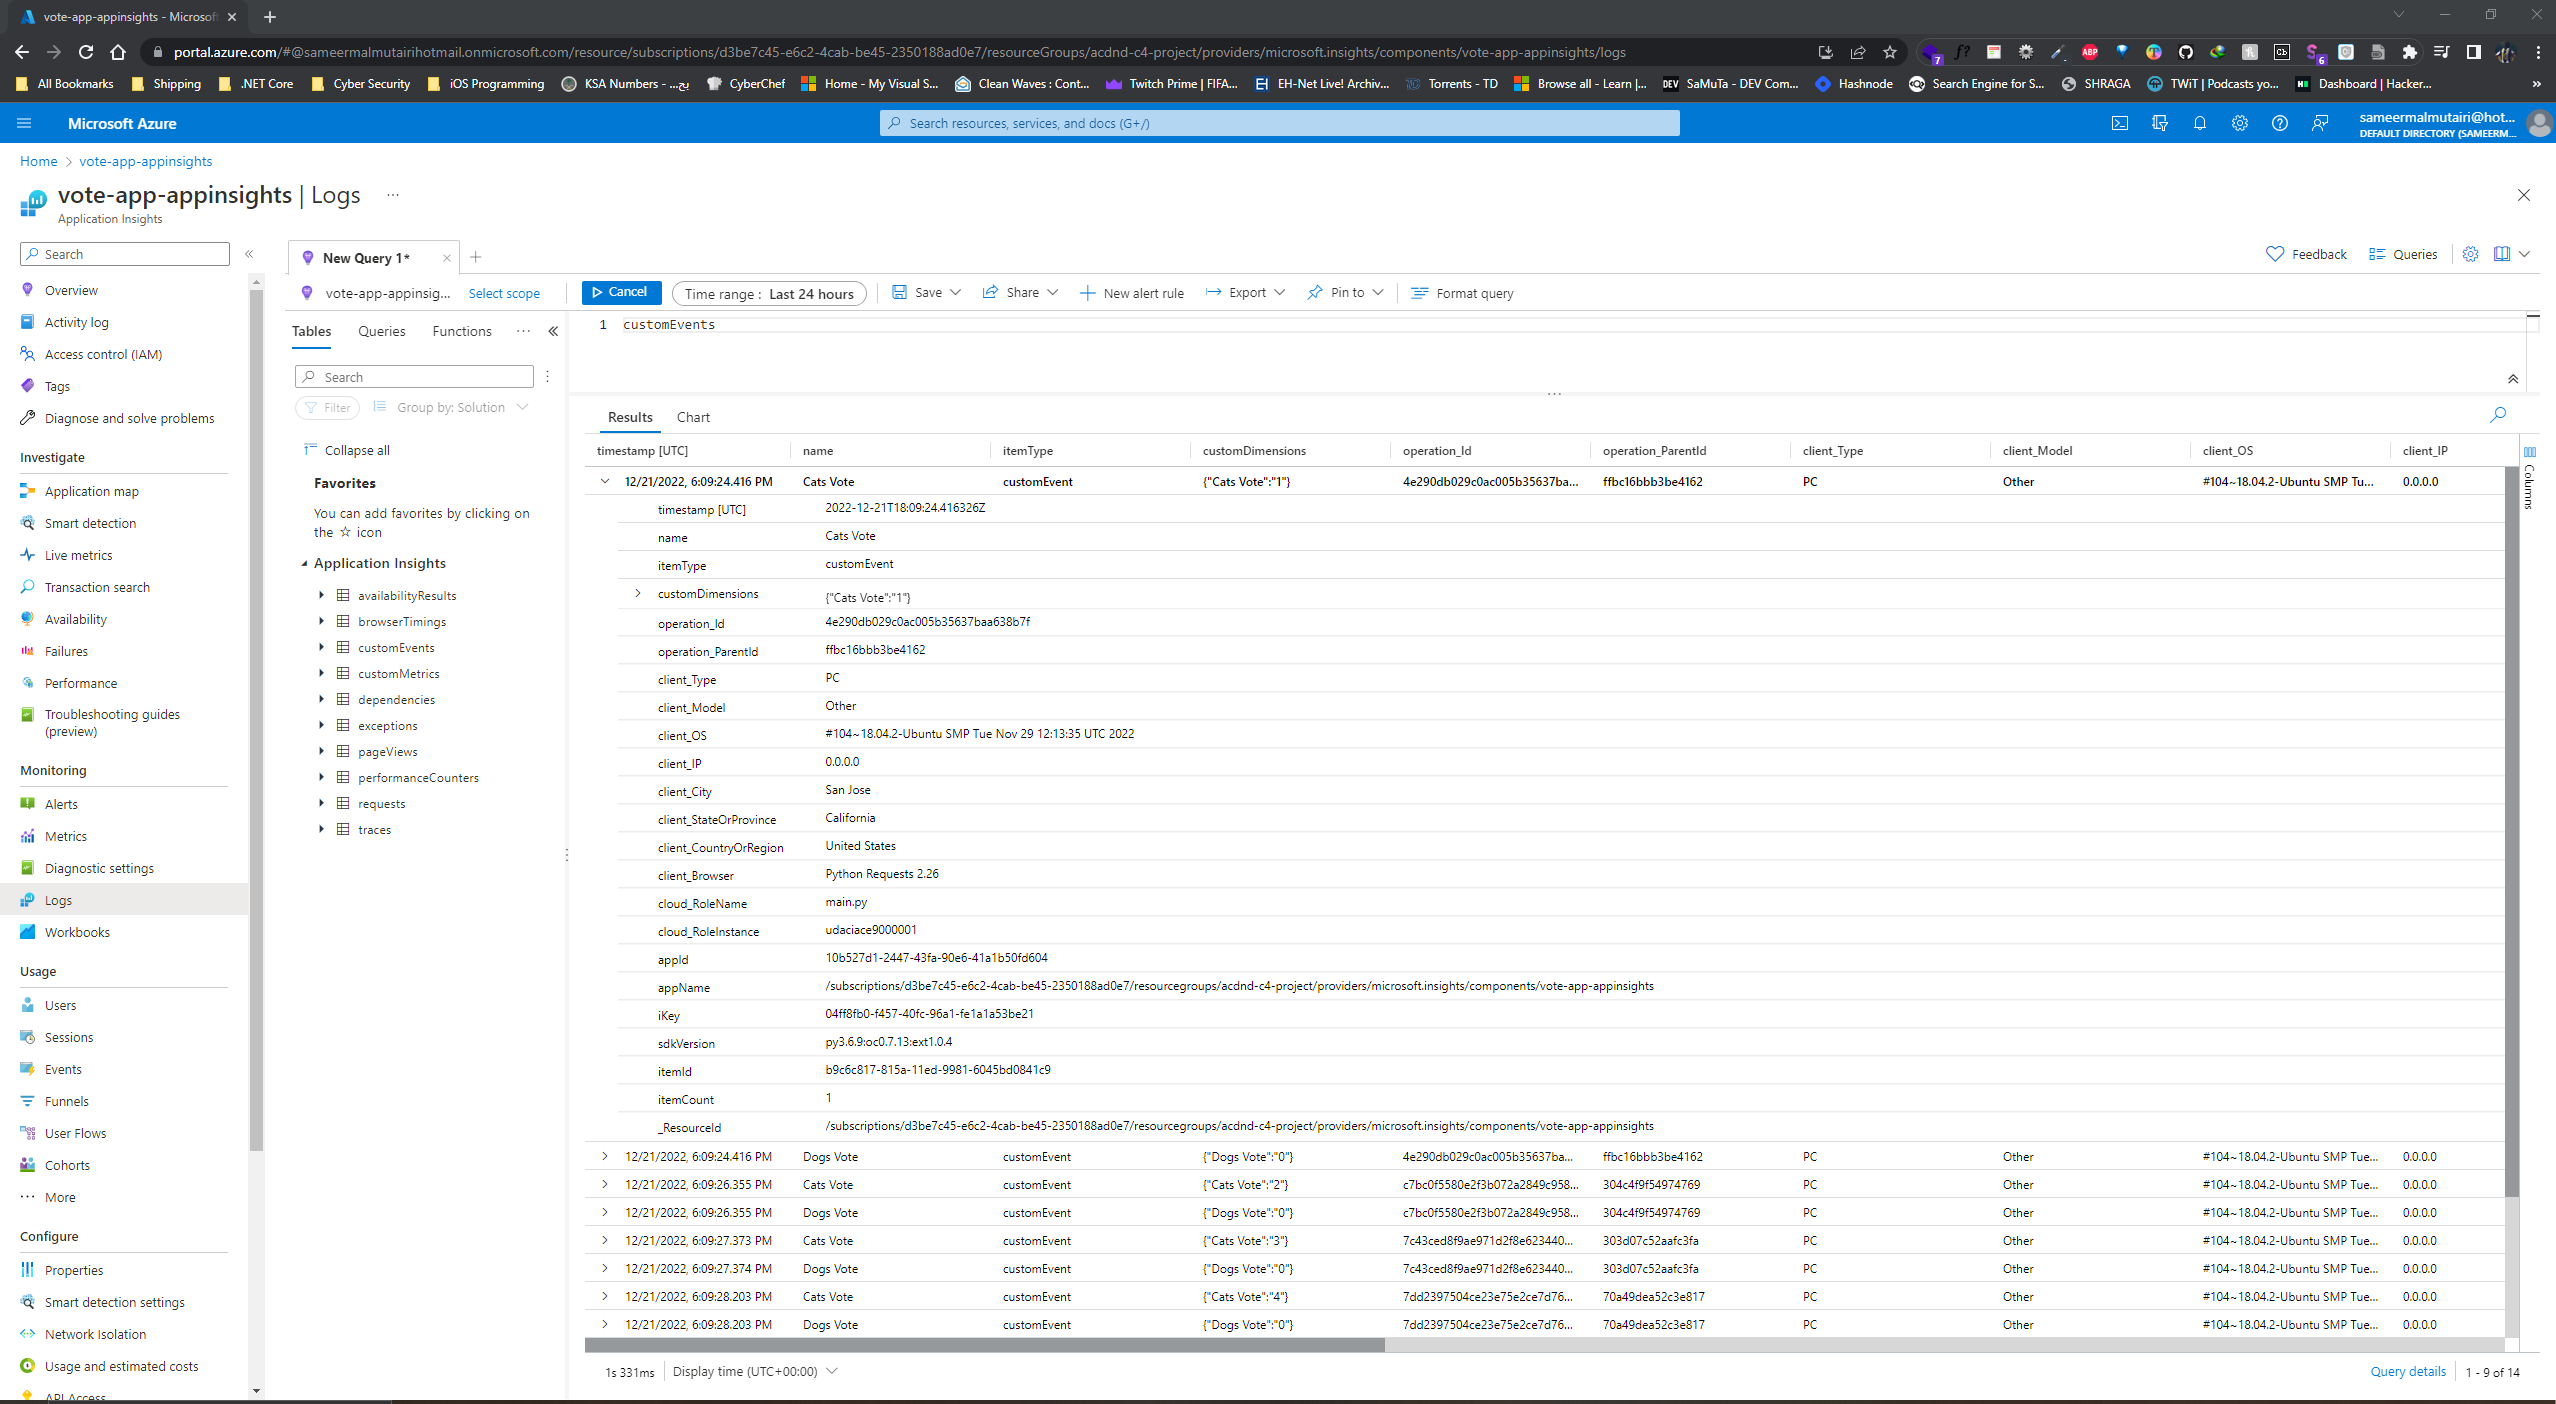 vote-app-appinsights - Microsoft
portal.azure.com/#@sameermalmutairihotmail.onmicrosoft.com/resource/subscriptions/d3be7c45-e6c2-4cab-be45-2350188ad0e7/resourceGroups/acdnd-c4-project/providers/microsoft.insights/components/vote-app-appinsights/logs
All Bookmarks Shipping .NET Core Cyber Security iOS Programming KSA Numbers - ... CyberChef Home - My Visual S... Clean Waves : Cont... Twitch Prime | FIFA... EH-Net Live! Archiv... Torrents - TD Browse all - Learn |... SaMuTa - DEV Com... Hashnode Search Engine for S... SHRAGA TWiT | Podcasts yo... Dashboard | Hacker... »
Microsoft Azure
Search resources, services, and docs (G+/)
sameermalmutairi@hot...
DEFAULT DIRECTORY (SAMEERM...
Home > vote-app-appinsights
vote-app-appinsights | Logs ...
Application Insights
Search
Overview
Activity log
Access control (IAM)
Tags
Diagnose and solve problems
Investigate
Application map
Smart detection
Live metrics
Transaction search
Availability
Failures
Performance
Troubleshooting guides
(preview)
Monitoring
Alerts
Metrics
Diagnostic settings
Logs
Workbooks
Usage
Users
Sessions
Events
Funnels
User Flows
Cohorts
More
Configure
Properties
Smart detection settings
Network Isolation
Usage and estimated costs
API Access
New Query 1*
Feedback Queries
vote-app-appinsig... Select scope Cancel Time range : Last 24 hours Save Share New alert rule Export Pin to Format query
Tables Queries Functions ...
Search
Filter Group by: Solution
Collapse all
Favorites
You can add favorites by clicking on
the ☆ icon
Application Insights
availabilityResults
browserTimings
customEvents
customMetrics
dependencies
exceptions
pageViews
performanceCounters
requests
traces
1 customEvents
Results Chart
timestamp [UTC] name itemType customDimensions operation_Id operation_ParentId client_Type client_Model client_OS client_IP
Columns
12/21/2022, 6:09:24.416 PM Cats Vote customEvent {"Cats Vote":"1"} 4e290db029c0ac005b35637ba... ffbc16bbb3be4162 PC Other #104~18.04.2-Ubuntu SMP Tu... 0.0.0.0
timestamp [UTC] 2022-12-21T18:09:24.416326Z
name Cats Vote
itemType customEvent
customDimensions {"Cats Vote":"1"}
operation_Id 4e290db029c0ac005b35637baa638b7f
operation_ParentId ffbc16bbb3be4162
client_Type PC
client_Model Other
client_OS #104~18.04.2-Ubuntu SMP Tue Nov 29 12:13:35 UTC 2022
client_IP 0.0.0.0
client_City San Jose
client_StateOrProvince California
client_CountryOrRegion United States
client_Browser Python Requests 2.26
cloud_RoleName main.py
cloud_RoleInstance udaciace9000001
appId 10b527d1-2447-43fa-90e6-41a1b50fd604
appName /subscriptions/d3be7c45-e6c2-4cab-be45-2350188ad0e7/resourcegroups/acdnd-c4-project/providers/microsoft.insights/components/vote-app-appinsights
iKey 04ff8fb0-f457-40fc-96a1-fe1a1a53be21
sdkVersion py3.6.9:oc0.7.13:ext1.0.4
itemId b9c6c817-815a-11ed-9981-6045bd0841c9
itemCount 1
_ResourceId /subscriptions/d3be7c45-e6c2-4cab-be45-2350188ad0e7/resourcegroups/acdnd-c4-project/providers/microsoft.insights/components/vote-app-appinsights
12/21/2022, 6:09:24.416 PM Dogs Vote customEvent {"Dogs Vote":"0"} 4e290db029c0ac005b35637ba... ffbc16bbb3be4162 PC Other #104~18.04.2-Ubuntu SMP Tue... 0.0.0.0
12/21/2022, 6:09:26.355 PM Cats Vote customEvent {"Cats Vote":"2"} c7bc0f5580e2f3b072a2849c958... 304c4f9f54974769 PC Other #104~18.04.2-Ubuntu SMP Tue... 0.0.0.0
12/21/2022, 6:09:26.355 PM Dogs Vote customEvent {"Dogs Vote":"0"} c7bc0f5580e2f3b072a2849c958... 304c4f9f54974769 PC Other #104~18.04.2-Ubuntu SMP Tue... 0.0.0.0
12/21/2022, 6:09:27.373 PM Cats Vote customEvent {"Cats Vote":"3"} 7c43ced8f9ae971d2f8e623440... 303d07c52aafc3fa PC Other #104~18.04.2-Ubuntu SMP Tue... 0.0.0.0
12/21/2022, 6:09:27.374 PM Dogs Vote customEvent {"Dogs Vote":"0"} 7c43ced8f9ae971d2f8e623440... 303d07c52aafc3fa PC Other #104~18.04.2-Ubuntu SMP Tue... 0.0.0.0
12/21/2022, 6:09:28.203 PM Cats Vote customEvent {"Cats Vote":"4"} 7dd2397504ce23e75e2ce7d76... 70a49dea52c3e817 PC Other #104~18.04.2-Ubuntu SMP Tue... 0.0.0.0
12/21/2022, 6:09:28.203 PM Dogs Vote customEvent {"Dogs Vote":"0"} 7dd2397504ce23e75e2ce7d76... 70a49dea52c3e817 PC Other #104~18.04.2-Ubuntu SMP Tue... 0.0.0.0
1s 331ms Display time (UTC+00:00) Query details 1 - 9 of 14